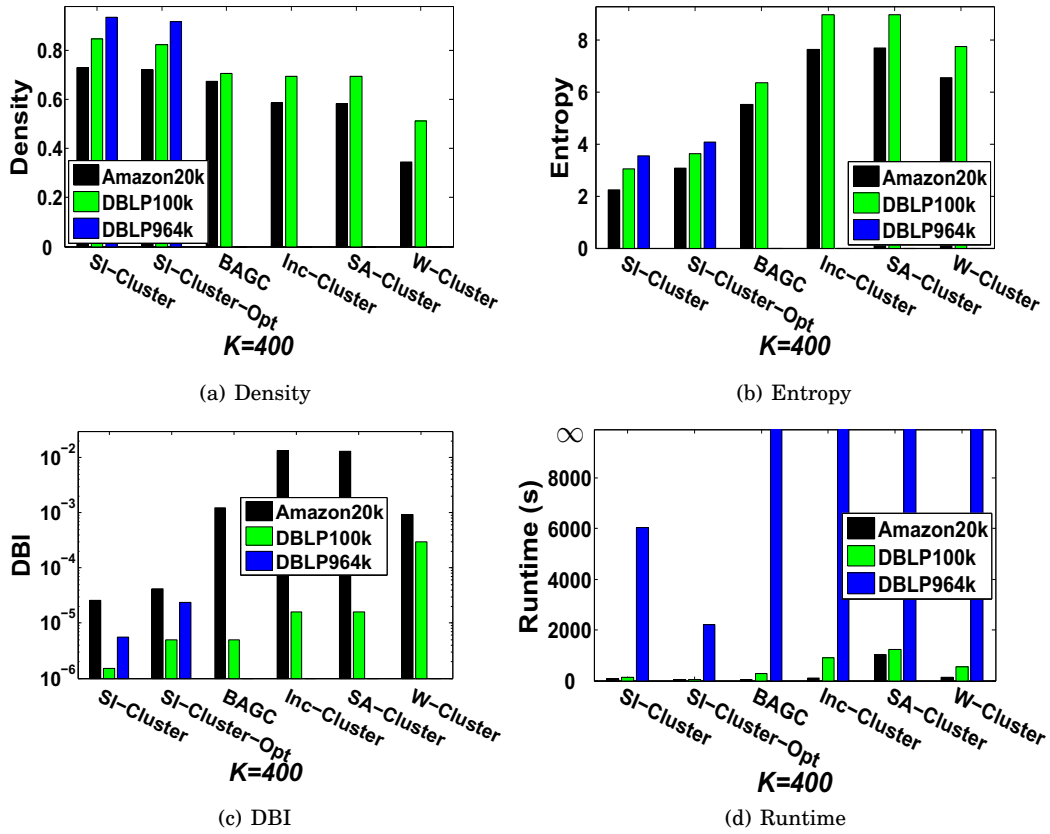 Density
0.8
0.6
0.4
0.2
0
Amazon20k
DBLP100k
DBLP964k
SI-Cluster
SI-Cluster-Opt
BAGC
Inc-Cluster
SA-Cluster
W-Cluster
K=400
(a) Density
Entropy
8
6
4
2
0
Amazon20k
DBLP100k
DBLP964k
SI-Cluster
SI-Cluster-Opt
BAGC
Inc-Cluster
SA-Cluster
W-Cluster
K=400
(b) Entropy
DBI
10⁻²
10⁻³
10⁻⁴
10⁻⁵
10⁻⁶
Amazon20k
DBLP100k
DBLP964k
SI-Cluster
SI-Cluster-Opt
BAGC
Inc-Cluster
SA-Cluster
W-Cluster
K=400
(c) DBI
Runtime (s)
∞
8000
6000
4000
2000
0
Amazon20k
DBLP100k
DBLP964k
SI-Cluster
SI-Cluster-Opt
BAGC
Inc-Cluster
SA-Cluster
W-Cluster
K=400
(d) Runtime